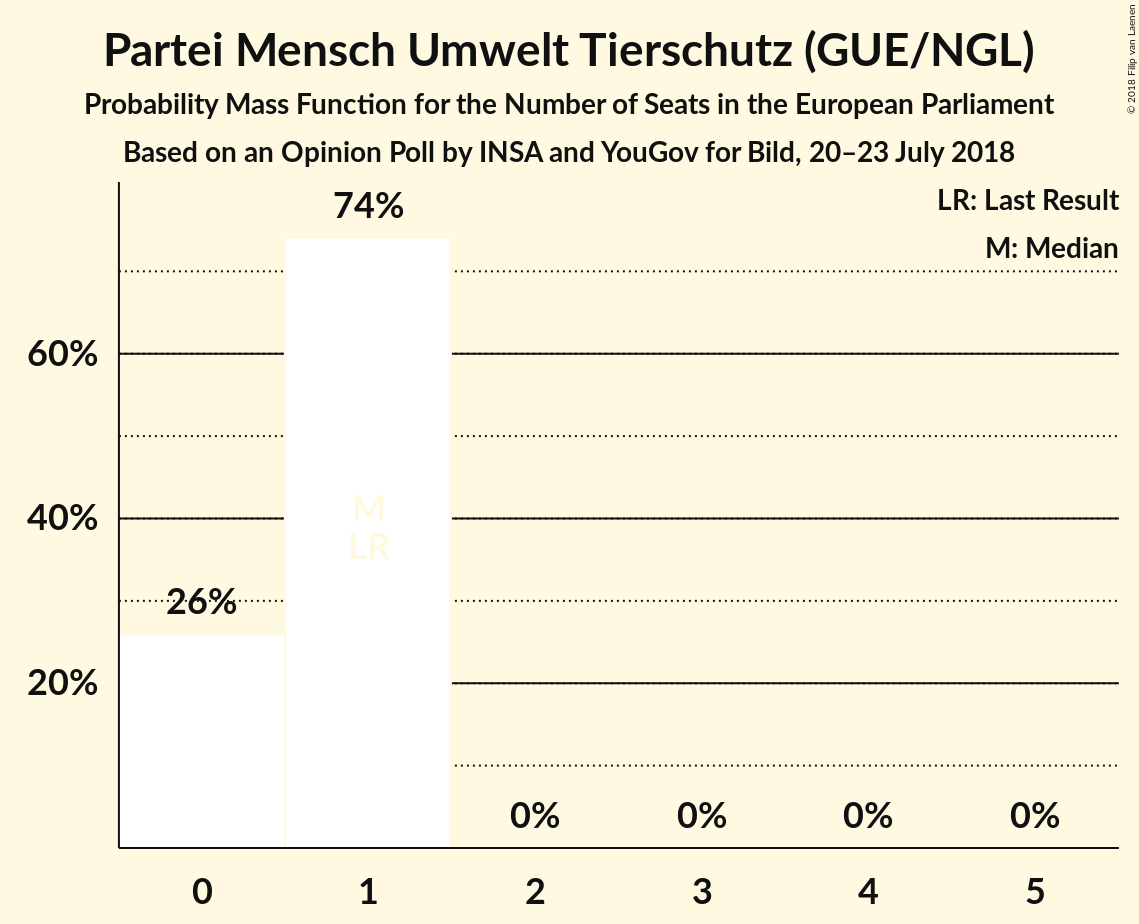 Partei Mensch Umwelt Tierschutz (GUE/NGL)
Probability Mass Function for the Number of Seats in the European Parliament
Based on an Opinion Poll by INSA and YouGov for Bild, 20–23 July 2018
© 2018 Filip van Laenen
LR: Last Result
M: Median
74%
60%
M
40%
LR
26%
20%
0% 0% 0% 0%
0 1 2 3 4 5